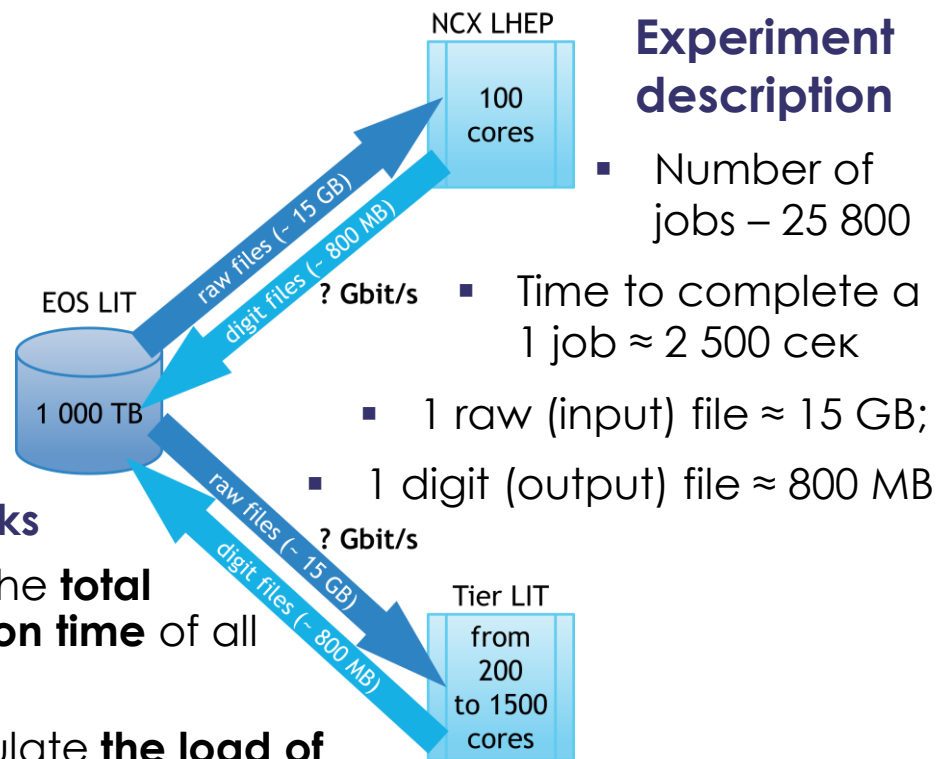 NCX LHEP
100
cores
Experiment
description
▪ Number of
jobs – 25 800
▪ Time to complete a
1 job ≈ 2 500 сек
▪ 1 raw (input) file ≈ 15 GB;
▪ 1 digit (output) file ≈ 800 MB
raw files (~ 15 GB)
digit files (~ 800 MB)
? Gbit/s
EOS LIT
1 000 TB
raw files (~ 15 GB)
digit files (~ 800 MB)
? Gbit/s
Tier LIT
from
200
to 1500
cores
ks
he total
on time of all
ulate the load of